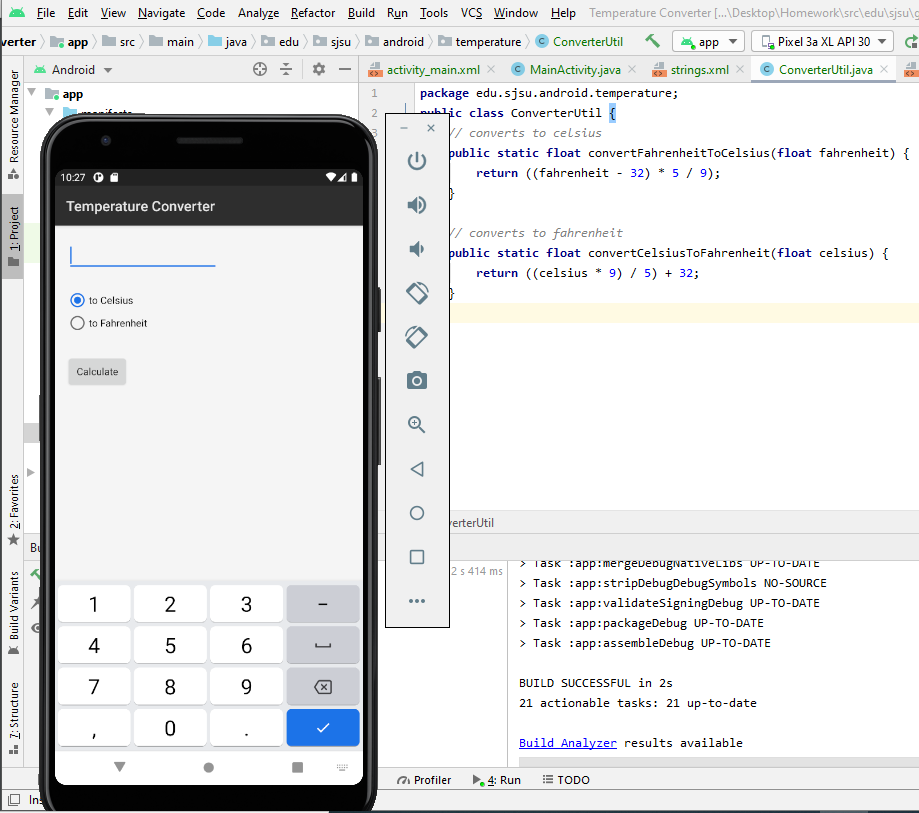 File Edit View Navigate Code Analyze Refactor Build Run Tools VCS Window Help Temperature Converter [...\Desktop\Homework\src\edu\sjsu\
verter app src main java edu sjsu android temperature ConverterUtil app Pixel 3a XL API 30
Android
activity_main.xml MainActivity.java strings.xml ConverterUtil.java
Resource Manager
1: Project
2: Favorites
Build Variants
7: Structure
app
manifests
1 package edu.sjsu.android.temperature;
2 public class ConverterUtil {
3 // converts to celsius
public static float convertFahrenheitToCelsius(float fahrenheit) {
return ((fahrenheit - 32) * 5 / 9);
}
// converts to fahrenheit
public static float convertCelsiusToFahrenheit(float celsius) {
return ((celsius * 9) / 5) + 32;
}
10:27
Temperature Converter
to Celsius
to Fahrenheit
Calculate
1 2 3 -
4 5 6
7 8 9
, 0 .
verterUtil
Bu
2 s 414 ms
> Task :app:mergeDebugNativeLibs UP-TO-DATE
> Task :app:stripDebugDebugSymbols NO-SOURCE
> Task :app:validateSigningDebug UP-TO-DATE
> Task :app:packageDebug UP-TO-DATE
> Task :app:assembleDebug UP-TO-DATE
BUILD SUCCESSFUL in 2s
21 actionable tasks: 21 up-to-date
Build Analyzer results available
Profiler 4: Run TODO
Ins